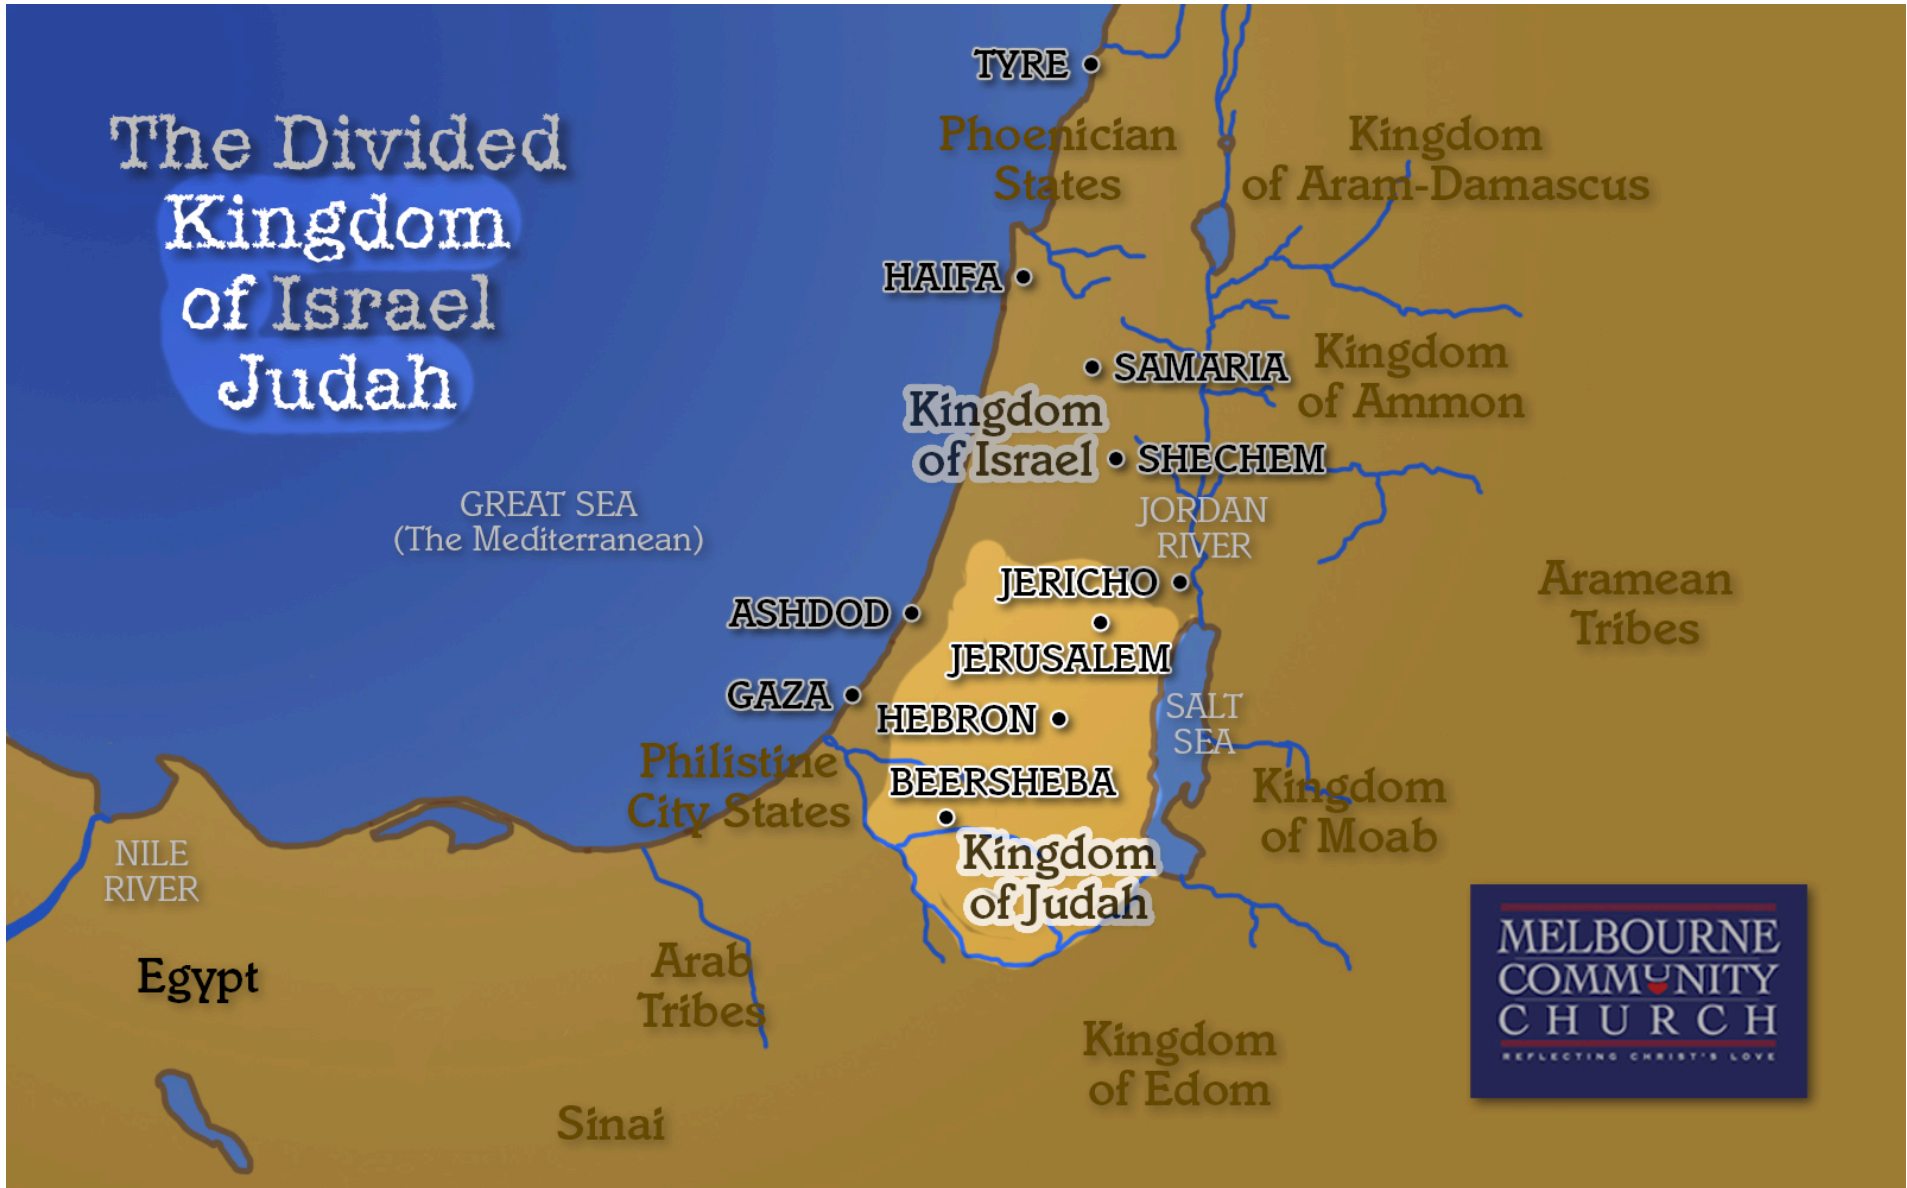 The Divided
Kingdom
of Israel
Judah
TYRE
Phoenician
States
Kingdom
of Aram-Damascus
HAIFA
SAMARIA
Kingdom
of Ammon
Kingdom
of Israel
SHECHEM
GREAT SEA
(The Mediterranean)
JORDAN
RIVER
JERICHO
Aramean
Tribes
ASHDOD
JERUSALEM
GAZA
HEBRON
SALT
SEA
Philistine
City States
BEERSHEBA
Kingdom
of Moab
NILE
RIVER
Kingdom
of Judah
Egypt
Arab
Tribes
Kingdom
of Edom
Sinai
MELBOURNE
COMMUNITY
CHURCH
REFLECTING CHRIST'S LOVE